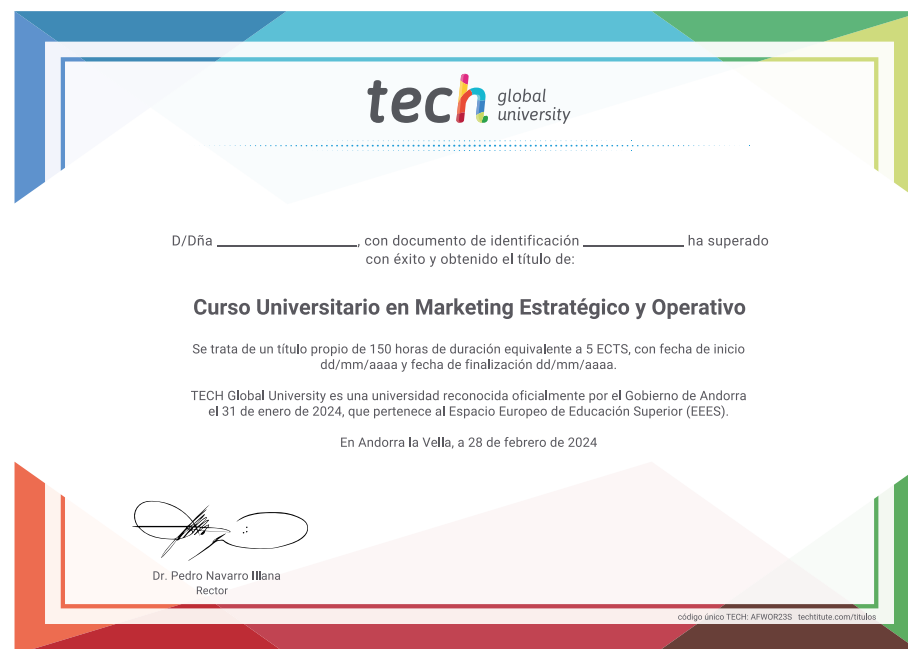 tech global university
D/Dña ______________, con documento de identificación __________ ha superado
con éxito y obtenido el título de:
Curso Universitario en Marketing Estratégico y Operativo
Se trata de un título propio de 150 horas de duración equivalente a 5 ECTS, con fecha de inicio
dd/mm/aaaa y fecha de finalización dd/mm/aaaa.
TECH Global University es una universidad reconocida oficialmente por el Gobierno de Andorra
el 31 de enero de 2024, que pertenece al Espacio Europeo de Educación Superior (EEES).
En Andorra la Vella, a 28 de febrero de 2024
Dr. Pedro Navarro Illana
Rector
código único TECH: AFWOR23S techtitute.com/titulos